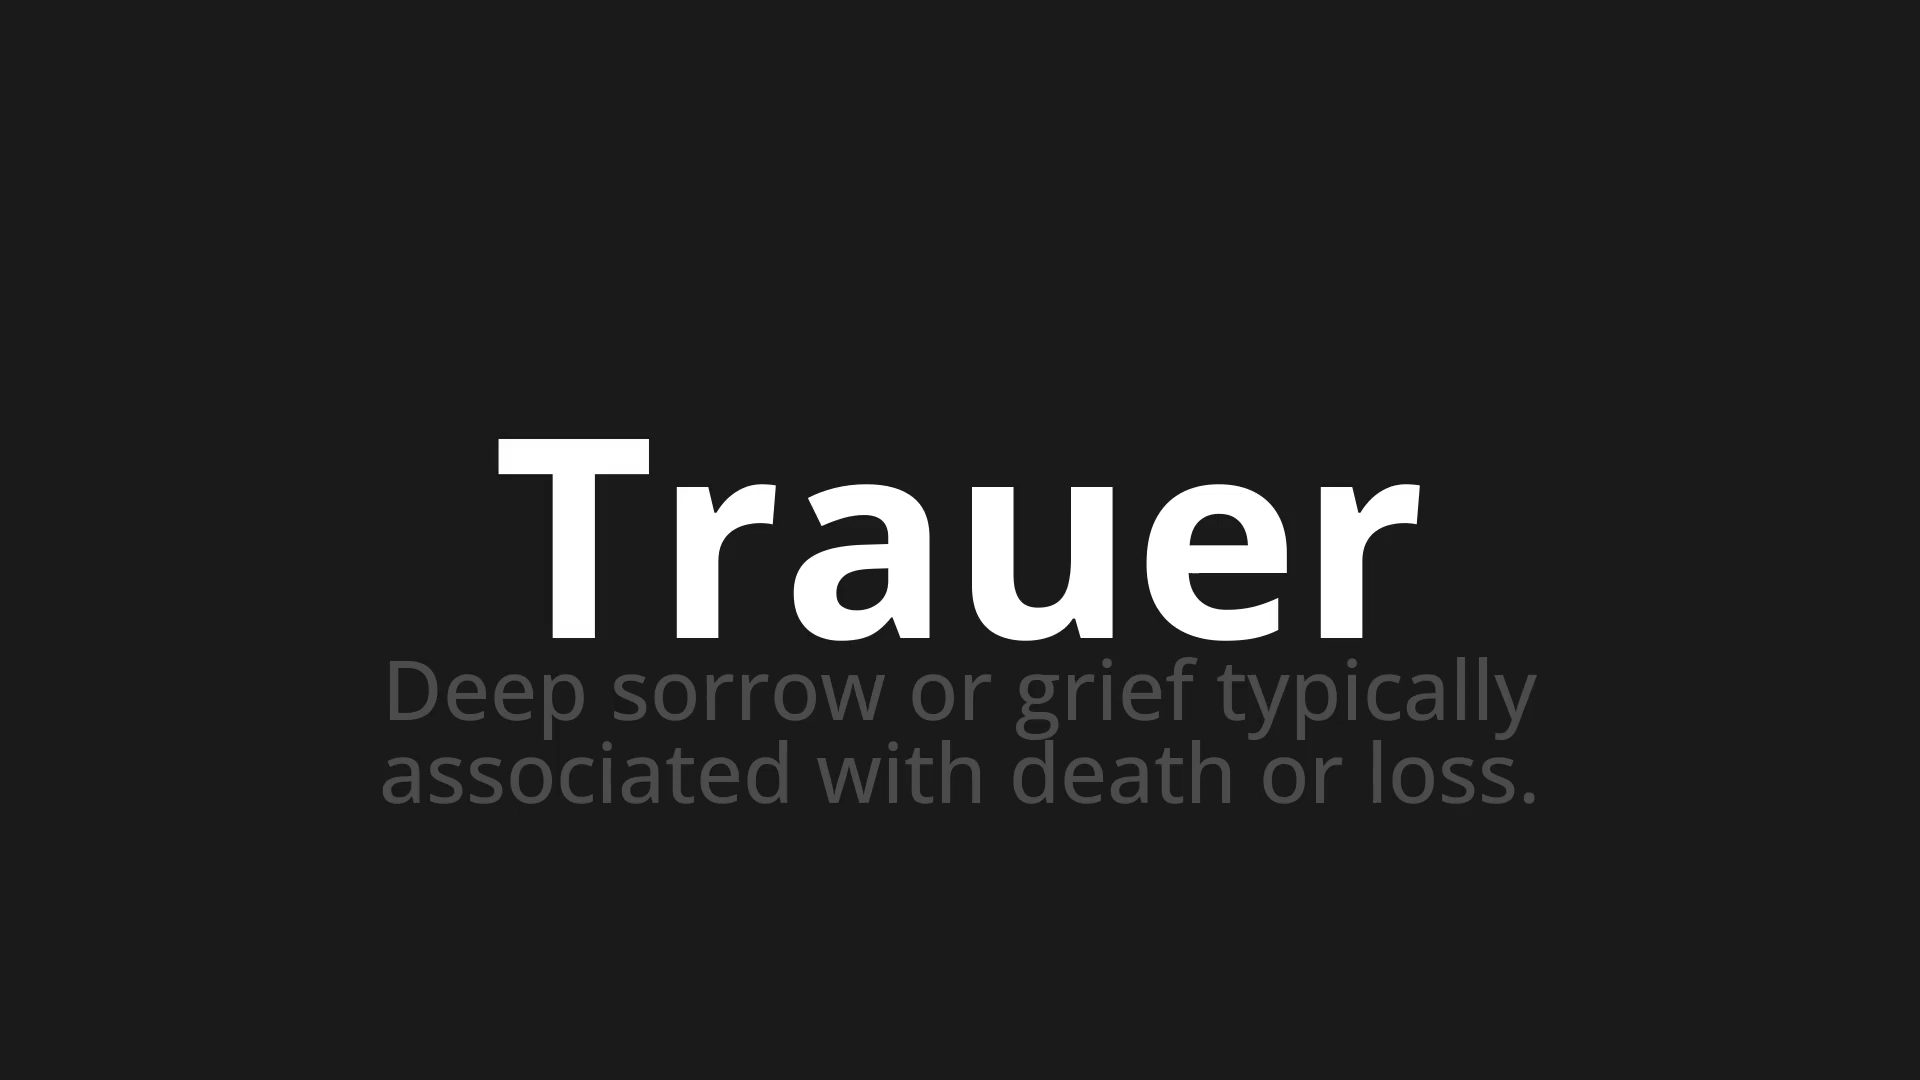 Trauer
Deep sorrow or grief typically
associated with death or loss.